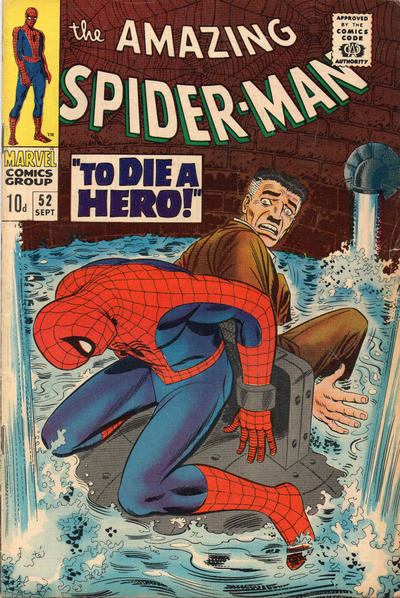 the AMAZING
SPIDER-MAN
APPROVED
BY THE
COMICS
CODE
AUTHORITY
TM
MARVEL
COMICS
GROUP
10d
52
SEPT
"TO DIE A
HERO!"